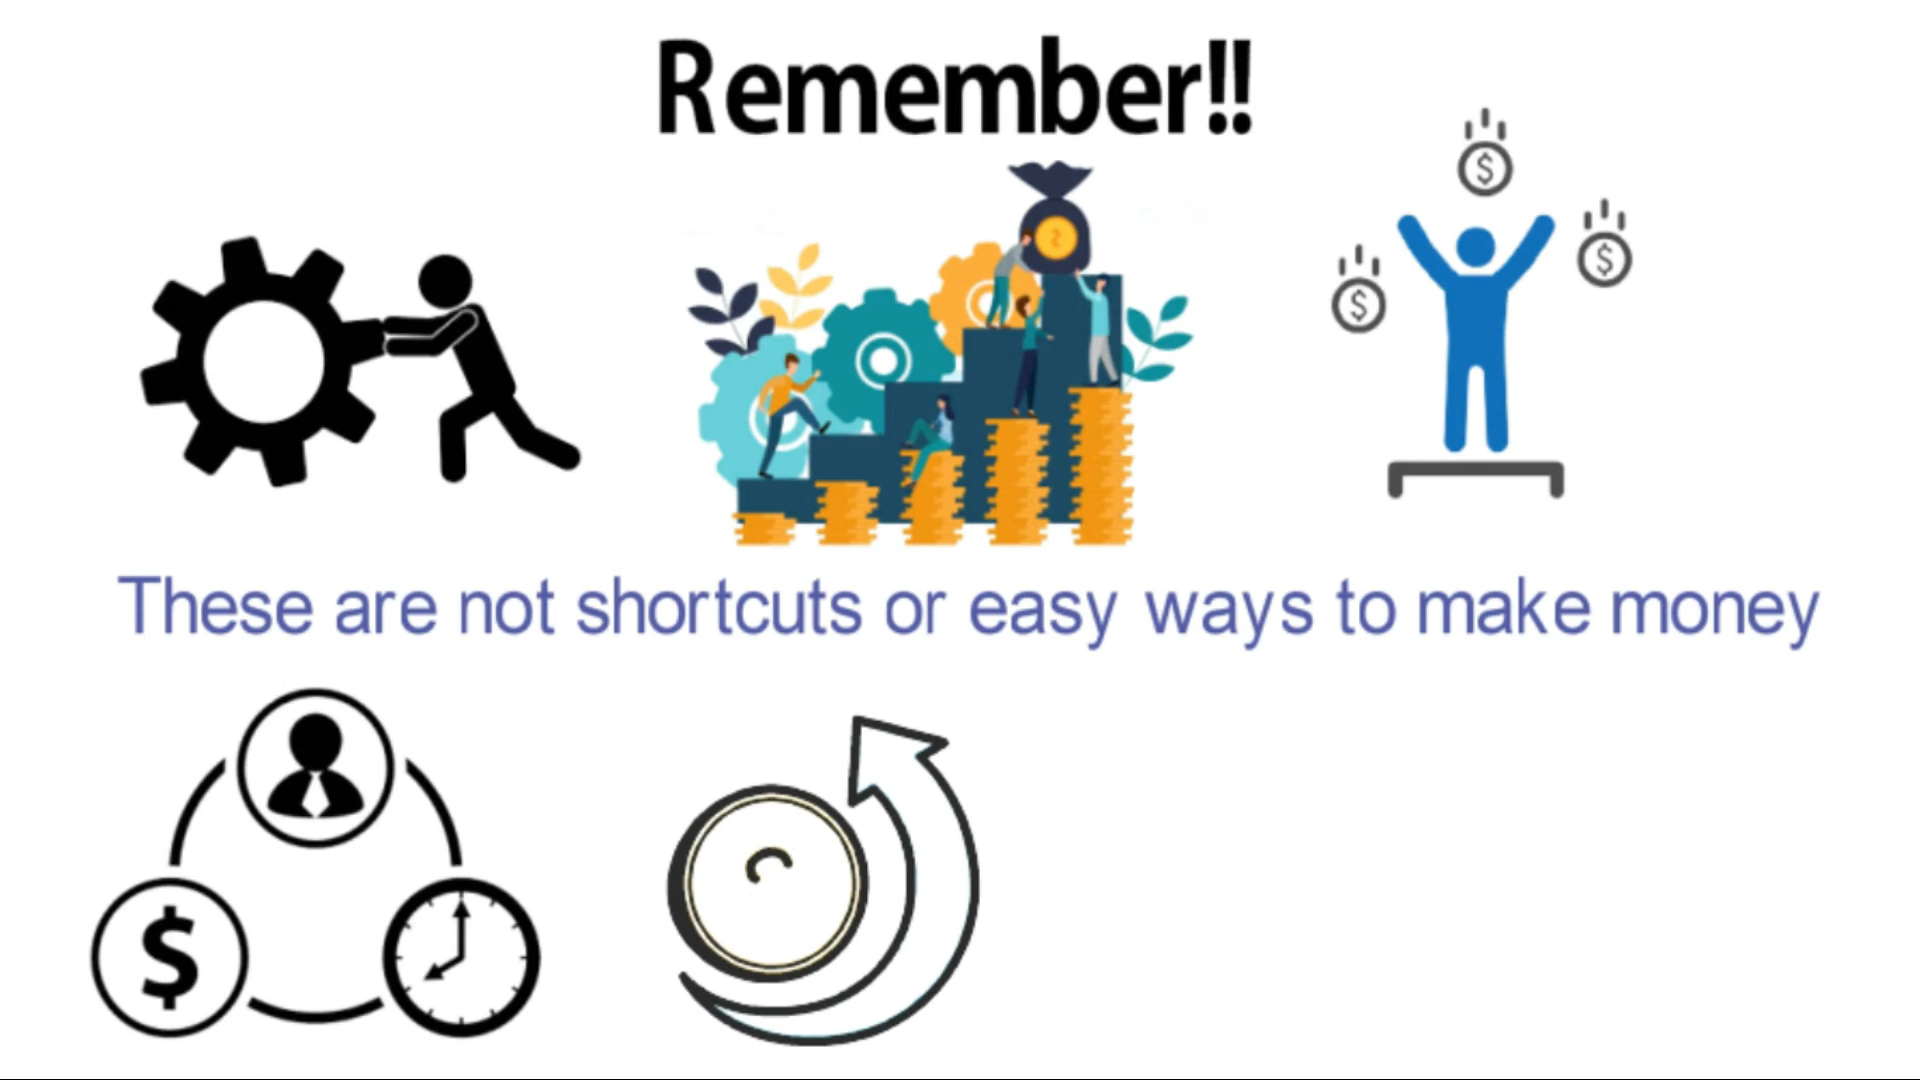 Remember!!
$
$
$
These are not shortcuts or easy ways to make money
$